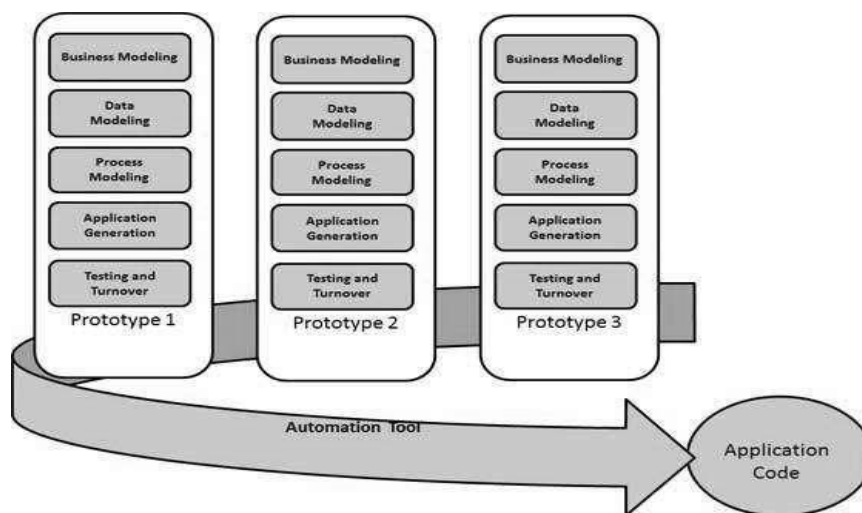 Business Modeling
Data
Modeling
Process
Modeling
Application
Generation
Testing and
Turnover
Prototype 1
Business Modeling
Data
Modeling
Process
Modeling
Application
Generation
Testing and
Turnover
Prototype 2
Business Modeling
Data
Modeling
Process
Modeling
Application
Generation
Testing and
Turnover
Prototype 3
Automation Tool
Application
Code